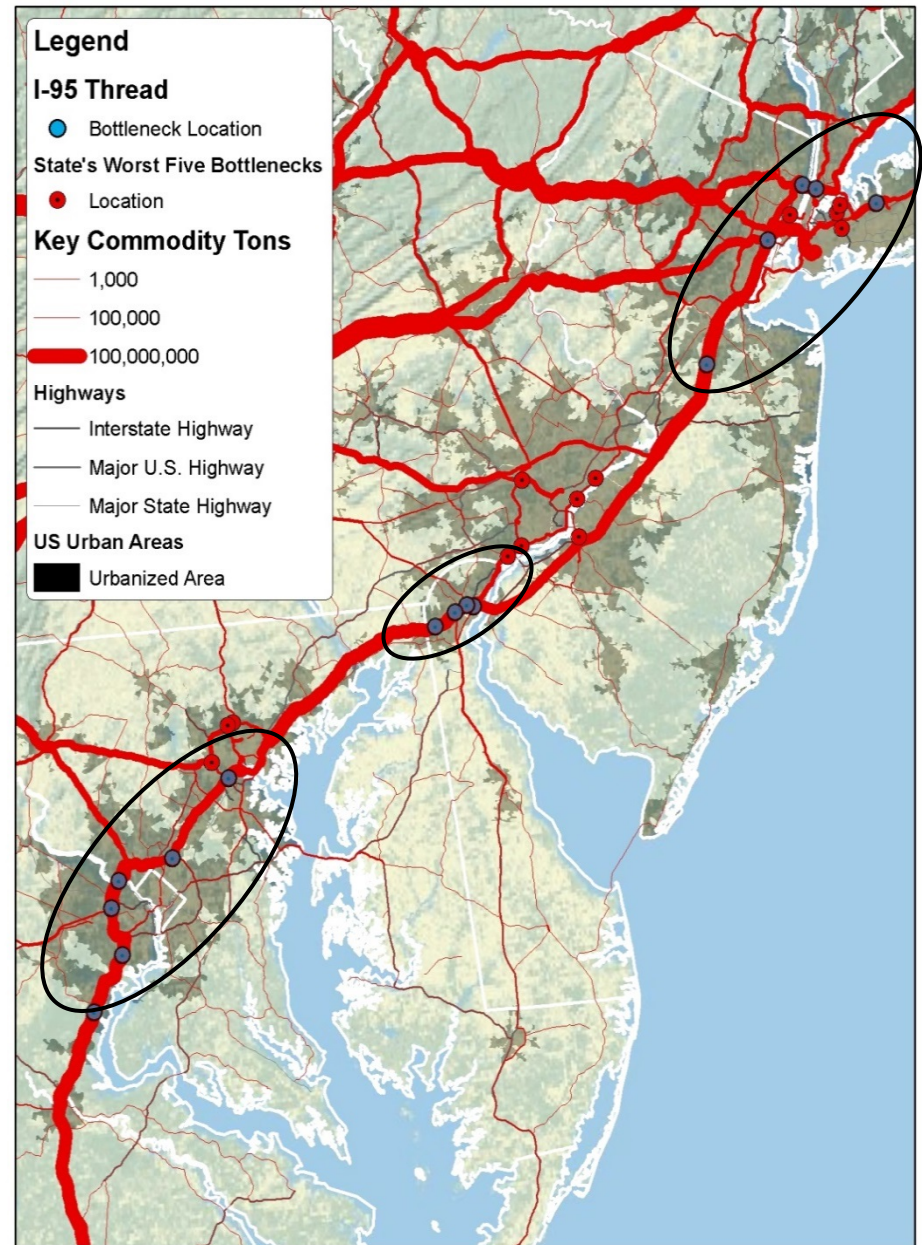 Legend
I-95 Thread
Bottleneck Location
State's Worst Five Bottlenecks
Location
Key Commodity Tons
1,000
100,000
100,000,000
Highways
Interstate Highway
Major U.S. Highway
Major State Highway
US Urban Areas
Urbanized Area